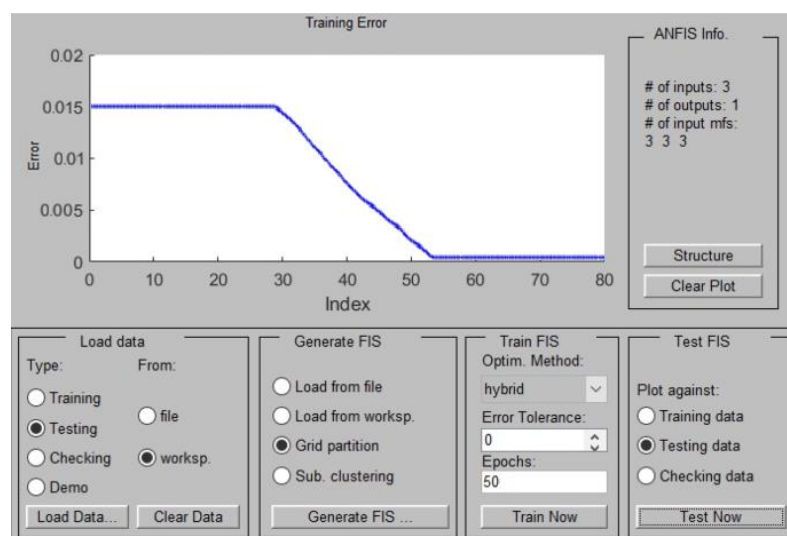 Training Error
0.02
0.015
0.01
0.005
0
Error
0 10 20 30 40 50 60 70 80
Index
ANFIS Info.
# of inputs: 3
# of outputs: 1
# of input mfs:
3 3 3
Structure
Clear Plot
Load data
Type: From:
Training
file
Testing
Checking
worksp.
Demo
Load Data...
Clear Data
Generate FIS
Load from file
Load from worksp.
Grid partition
Sub. clustering
Generate FIS ...
Train FIS
Optim. Method:
hybrid
Error Tolerance:
0
Epochs:
50
Train Now
Test FIS
Plot against:
Training data
Testing data
Checking data
Test Now